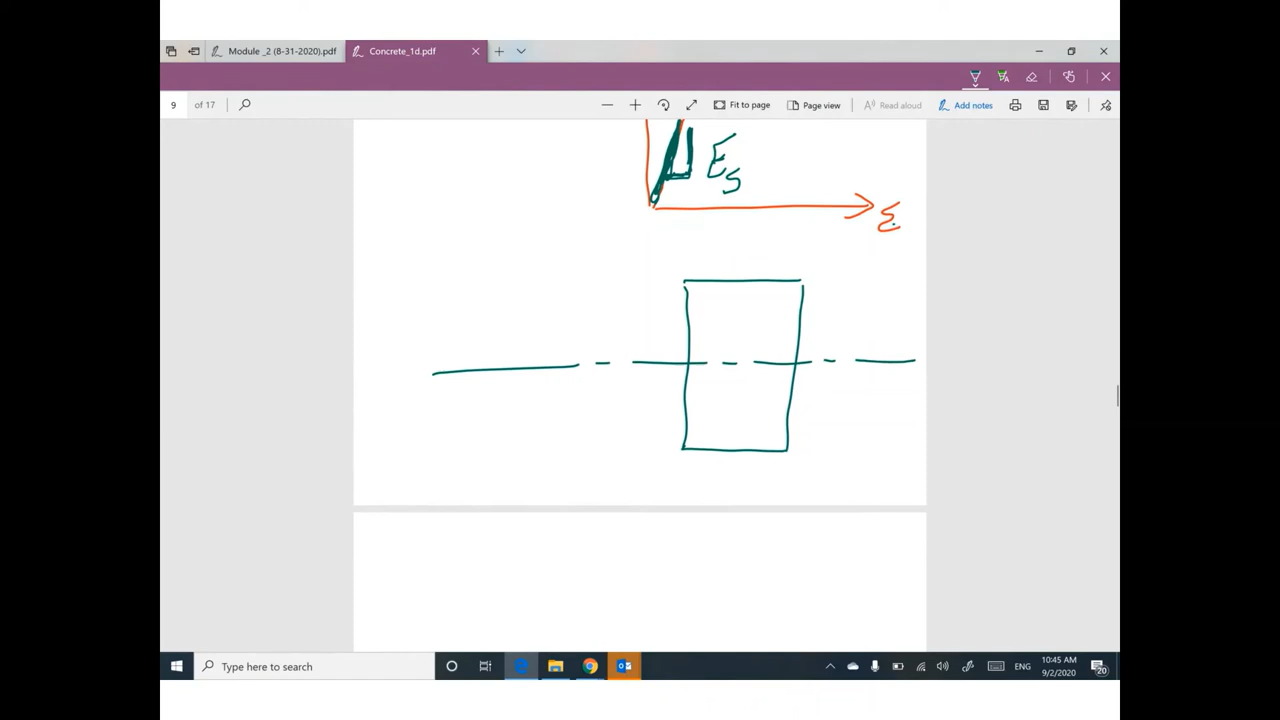 Module _2 (8-31-2020).pdf
Concrete_1d.pdf
9 of 17
Fit to page
Page view
A Read aloud
Add notes
Es
ε
Type here to search
ENG
10:45 AM
9/2/2020
20